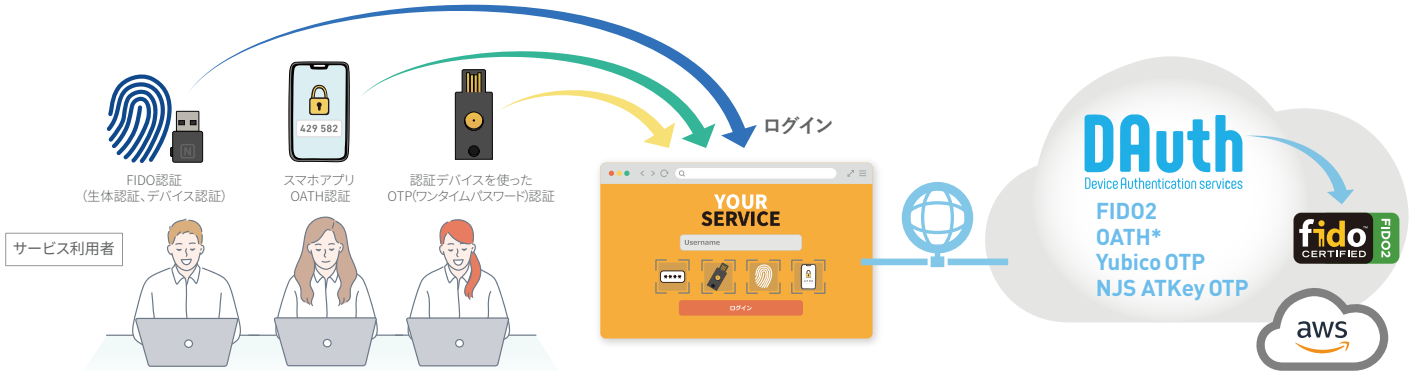 ログイン
429 582
N
FIDO認証
（生体認証、デバイス認証）
スマホアプリ
OATH認証
認証デバイスを使った
OTP(ワンタイムパスワード)認証
サービス利用者
YOUR
SERVICE
Username
****
ログイン
DAuth
Device Authentication services
FIDO2
OATH*
Yubico OTP
NJS ATKey OTP
fido
CERTIFIED
FIDO2
aws